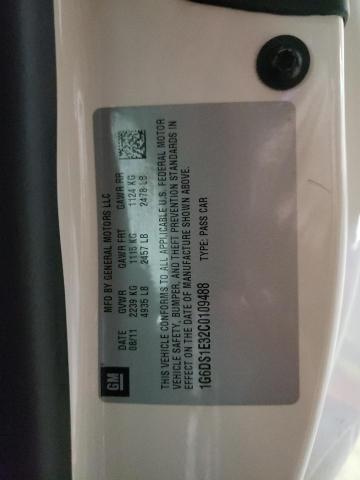 GM
MFD BY GENERAL MOTORS LLC
DATE GVWR GAWR FRT GAWR RR
08/11 2239 KG 1115 KG 1124 KG
4935 LB 2457 LB 2478 LB
THIS VEHICLE CONFORMS TO ALL APPLICABLE U.S. FEDERAL MOTOR
VEHICLE SAFETY, BUMPER, AND THEFT PREVENTION STANDARDS IN
EFFECT ON THE DATE OF MANUFACTURE SHOWN ABOVE.
1G6DS1E32C0109488 TYPE: PASS CAR